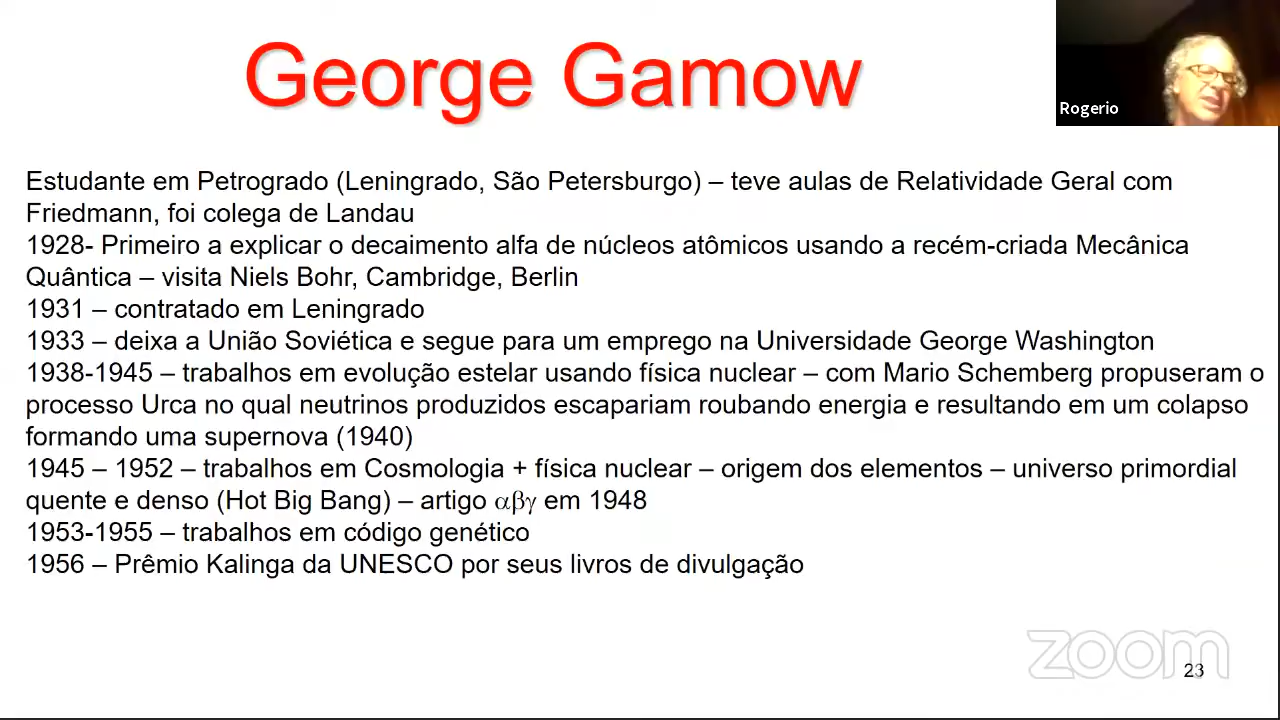 George Gamow
Rogerio
Estudante em Petrogrado (Leningrado, São Petersburgo) – teve aulas de Relatividade Geral com
Friedmann, foi colega de Landau
1928- Primeiro a explicar o decaimento alfa de núcleos atômicos usando a recém-criada Mecânica
Quântica – visita Niels Bohr, Cambridge, Berlin
1931 – contratado em Leningrado
1933 – deixa a União Soviética e segue para um emprego na Universidade George Washington
1938-1945 – trabalhos em evolução estelar usando física nuclear – com Mario Schemberg propuseram o
processo Urca no qual neutrinos produzidos escapariam roubando energia e resultando em um colapso
formando uma supernova (1940)
1945 – 1952 – trabalhos em Cosmologia + física nuclear – origem dos elementos – universo primordial
quente e denso (Hot Big Bang) – artigo αβγ em 1948
1953-1955 – trabalhos em código genético
1956 – Prêmio Kalinga da UNESCO por seus livros de divulgação
zoom
23